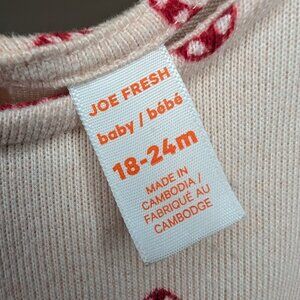 JOE FRESH
baby / bébé
18-24m
MADE IN
CAMBODIA /
FABRIQUÉ AU
CAMBODGE